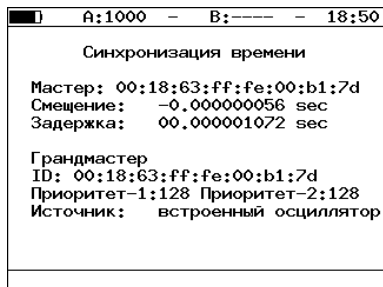 A:1000 – B:---- – 18:50
Синхронизация времени
Мастер: 00:18:63:ff:fe:00:b1:7d
Смещение: -0.000000056 sec
Задержка: 00.000001072 sec
Грандмастер
ID: 00:18:63:ff:fe:00:b1:7d
Приоритет-1:128 Приоритет-2:128
Источник: встроенный осциллятор